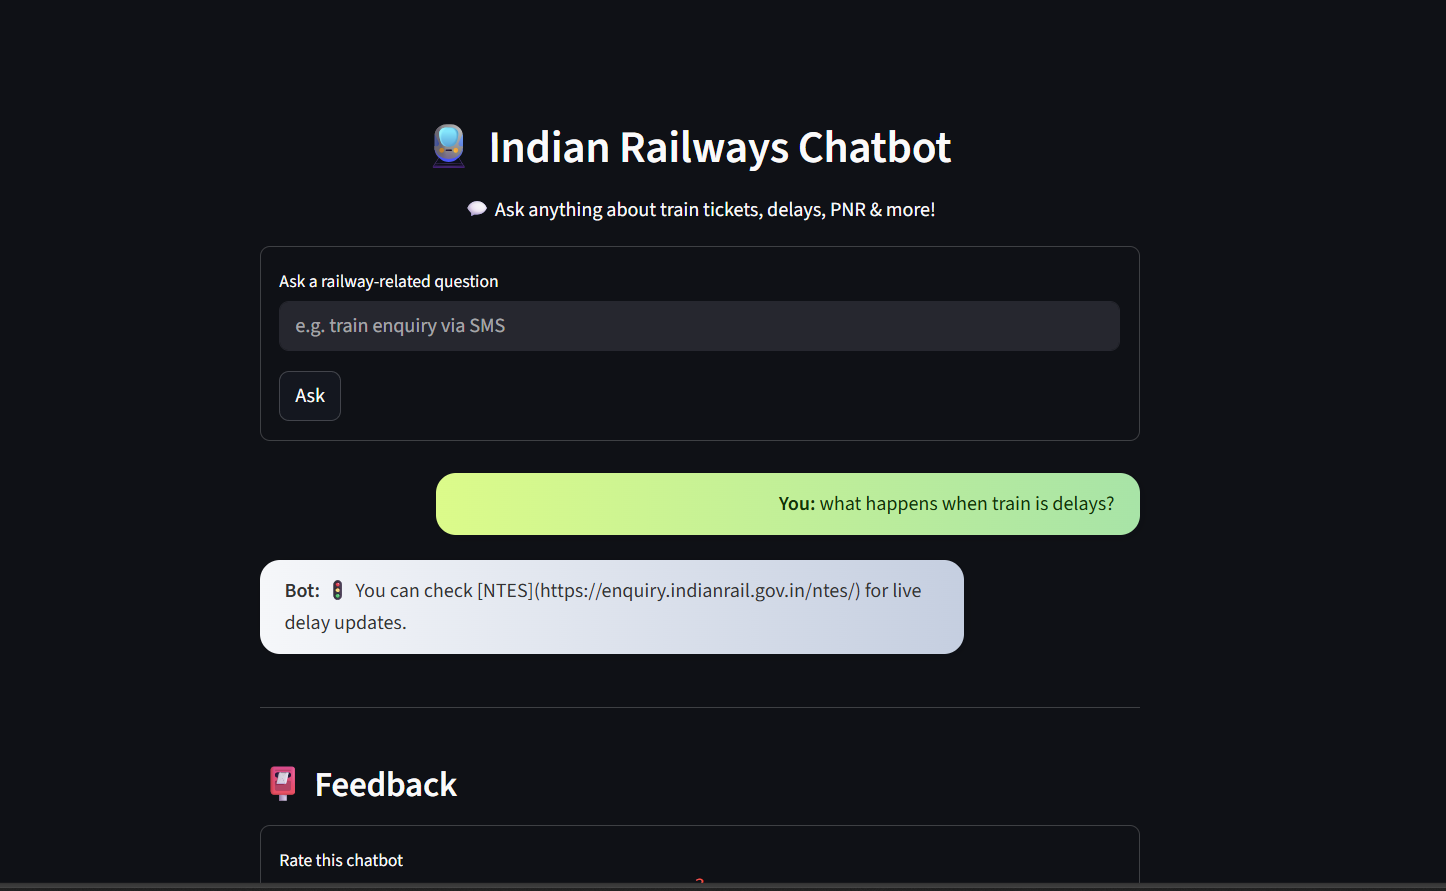 Indian Railways Chatbot
Ask anything about train tickets, delays, PNR & more!
Ask a railway-related question
e.g. train enquiry via SMS
Ask
You: what happens when train is delays?
Bot: 🚦 You can check [NTES](https://enquiry.indianrail.gov.in/ntes/) for live
delay updates.
Feedback
Rate this chatbot